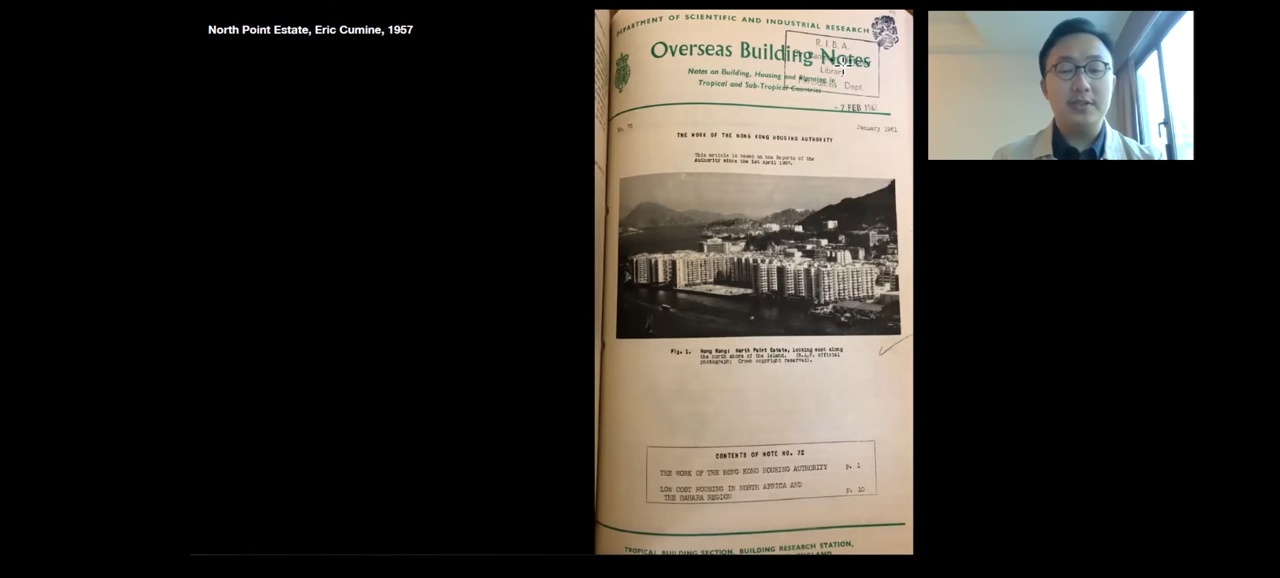 North Point Estate, Eric Cumine, 1957
DEPARTMENT OF SCIENTIFIC AND INDUSTRIAL RESEARCH
Overseas Building Notes
Notes on Building, Housing and Planning in
Tropical and Sub-Tropical Countries
R.I.B.A.
Library
Dept.
- 7 FEB
January 1961
THE WORK OF THE HONG KONG HOUSING AUTHORITY
This article is based on the Reports of the
Authority since the 1st April
Fig. 1. Hong Kong: North Point Estate, looking east along
the north shore of the island. (R.A.F. official
photograph: Crown copyright reserved).
CONTENTS OF NOTE NO. 72
THE WORK OF THE HONG KONG HOUSING AUTHORITY p. 1
LOW COST HOUSING IN NORTH AFRICA AND
THE SAHARA REGION p. 10
TROPICAL BUILDING SECTION, BUILDING RESEARCH STATION,